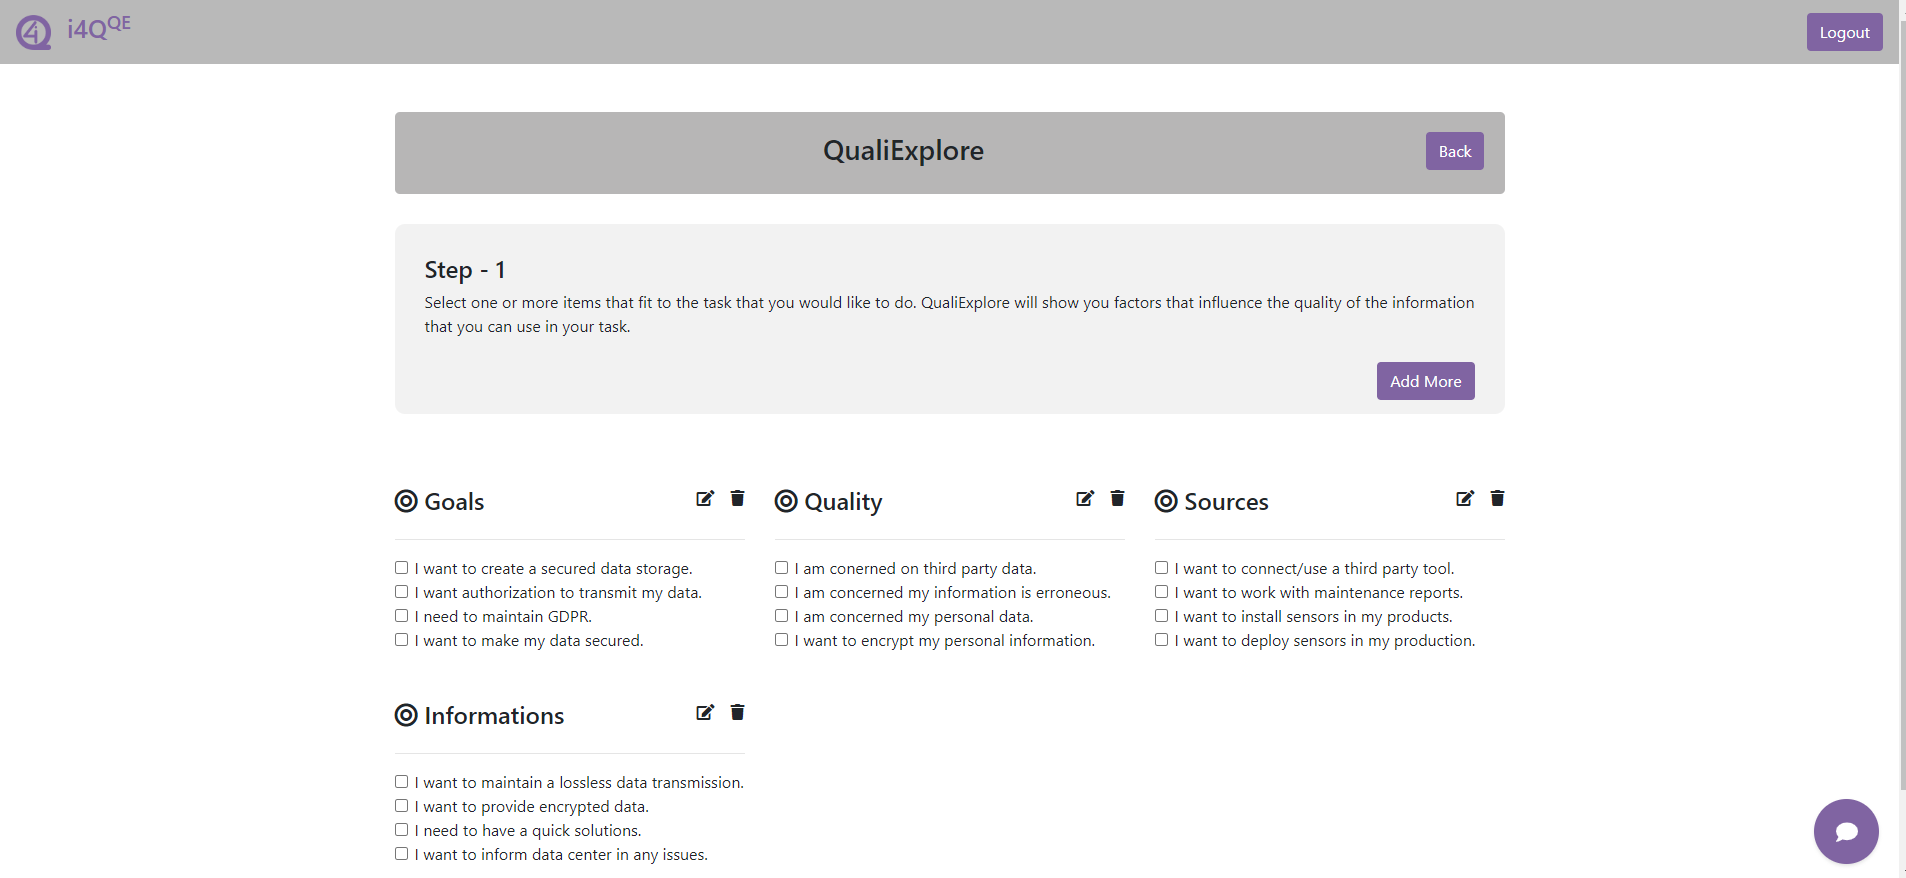 i4QQE
Logout
QualiExplore
Back
Step - 1
Select one or more items that fit to the task that you would like to do. QualiExplore will show you factors that influence the quality of the information
that you can use in your task.
Add More
Goals
I want to create a secured data storage.
I want authorization to transmit my data.
I need to maintain GDPR.
I want to make my data secured.
Quality
I am conerned on third party data.
I am concerned my information is erroneous.
I am concerned my personal data.
I want to encrypt my personal information.
Sources
I want to connect/use a third party tool.
I want to work with maintenance reports.
I want to install sensors in my products.
I want to deploy sensors in my production.
Informations
I want to maintain a lossless data transmission.
I want to provide encrypted data.
I need to have a quick solutions.
I want to inform data center in any issues.